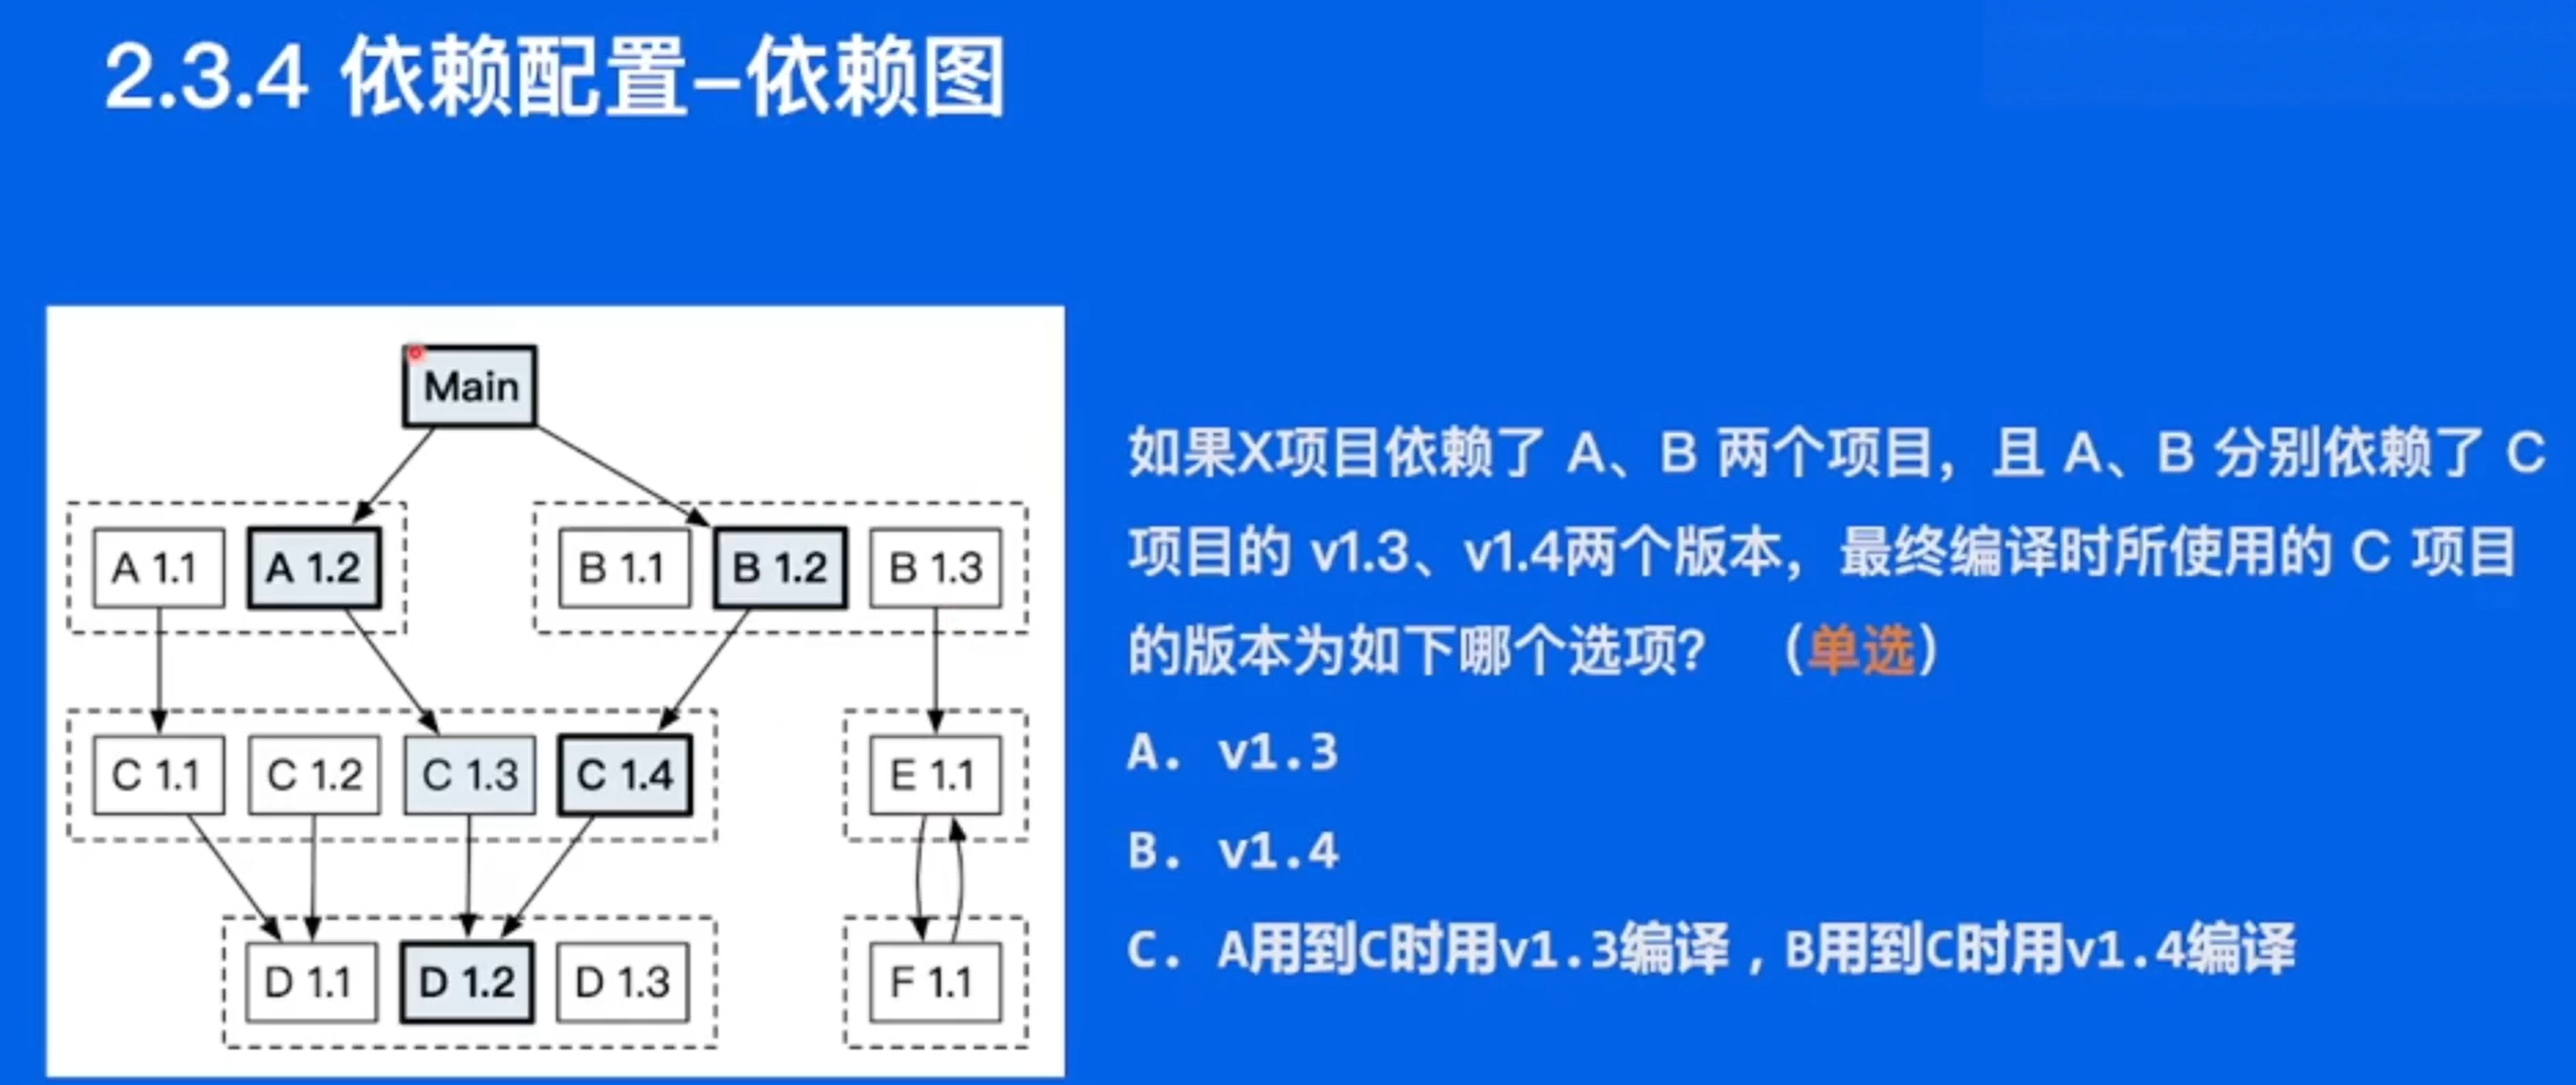 2.3.4 依赖配置-依赖图
Main
A 1.1
A 1.2
B 1.1
B 1.2
B 1.3
C 1.1
C 1.2
C 1.3
C 1.4
E 1.1
D 1.1
D 1.2
D 1.3
F 1.1
如果X项目依赖了 A、B 两个项目，且 A、B 分别依赖了 C
项目的 v1.3、v1.4两个版本，最终编译时所使用的 C 项目
的版本为如下哪个选项？ （单选）
A. v1.3
B. v1.4
C. A用到C时用v1.3编译，B用到C时用v1.4编译